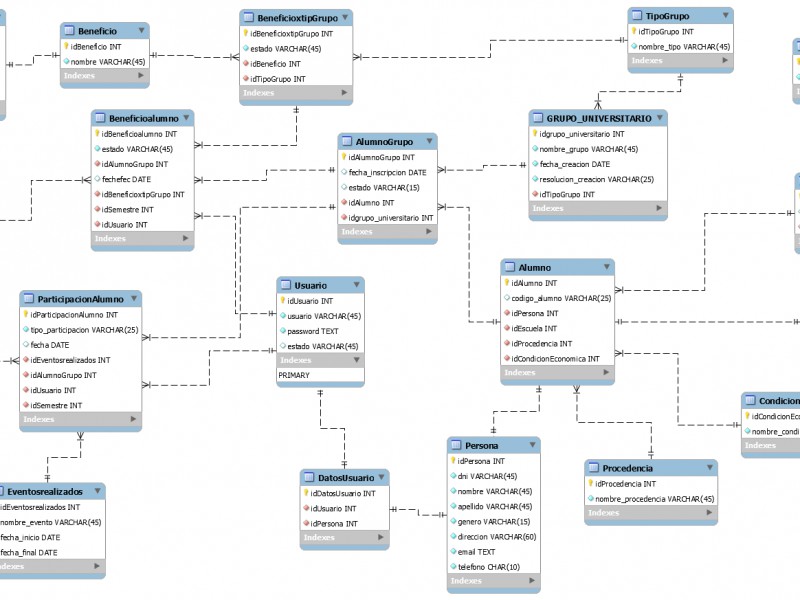 Beneficio
idBeneficio INT
nombre VARCHAR(45)
Indexes
BeneficioxtipGrupo
idBeneficioxtipGrupo INT
estado VARCHAR(45)
idBeneficio INT
idTipoGrupo INT
Indexes
TipoGrupo
idTipoGrupo INT
nombre_tipo VARCHAR(45)
Indexes
Beneficioalumno
idBeneficioalumno INT
estado VARCHAR(45)
idAlumnoGrupo INT
fechefec DATE
idBeneficioxtipGrupo INT
idSemestre INT
idUsuario INT
Indexes
AlumnoGrupo
idAlumnoGrupo INT
fecha_inscripcion DATE
estado VARCHAR(15)
idAlumno INT
idgrupo_universitario INT
Indexes
GRUPO_UNIVERSITARIO
idgrupo_universitario INT
nombre_grupo VARCHAR(45)
fecha_creacion DATE
resolucion_creacion VARCHAR(25)
idTipoGrupo INT
Indexes
ParticipacionAlumno
idParticipacionAlumno INT
tipo_participacion VARCHAR(25)
fecha DATE
idEventosrealizados INT
idAlumnoGrupo INT
idUsuario INT
idSemestre INT
Indexes
Usuario
idUsuario INT
usuario VARCHAR(45)
password TEXT
estado VARCHAR(45)
Indexes
PRIMARY
Alumno
idAlumno INT
codigo_alumno VARCHAR(25)
idPersona INT
idEscuela INT
idProcedencia INT
idCondicionEconomica INT
Indexes
Condicion
idCondicionEco
nombre_condi
Indexes
Eventosrealizados
idEventosrealizados INT
nombre_evento VARCHAR(45)
fecha_inicio DATE
fecha_final DATE
Indexes
DatosUsuario
idDatosUsuario INT
idUsuario INT
idPersona INT
Indexes
Persona
idPersona INT
dni VARCHAR(45)
nombre VARCHAR(45)
apellido VARCHAR(45)
genero VARCHAR(15)
direccion VARCHAR(60)
email TEXT
telefono CHAR(10)
Indexes
Procedencia
idProcedencia INT
nombre_procedencia VARCHAR(45)
Indexes